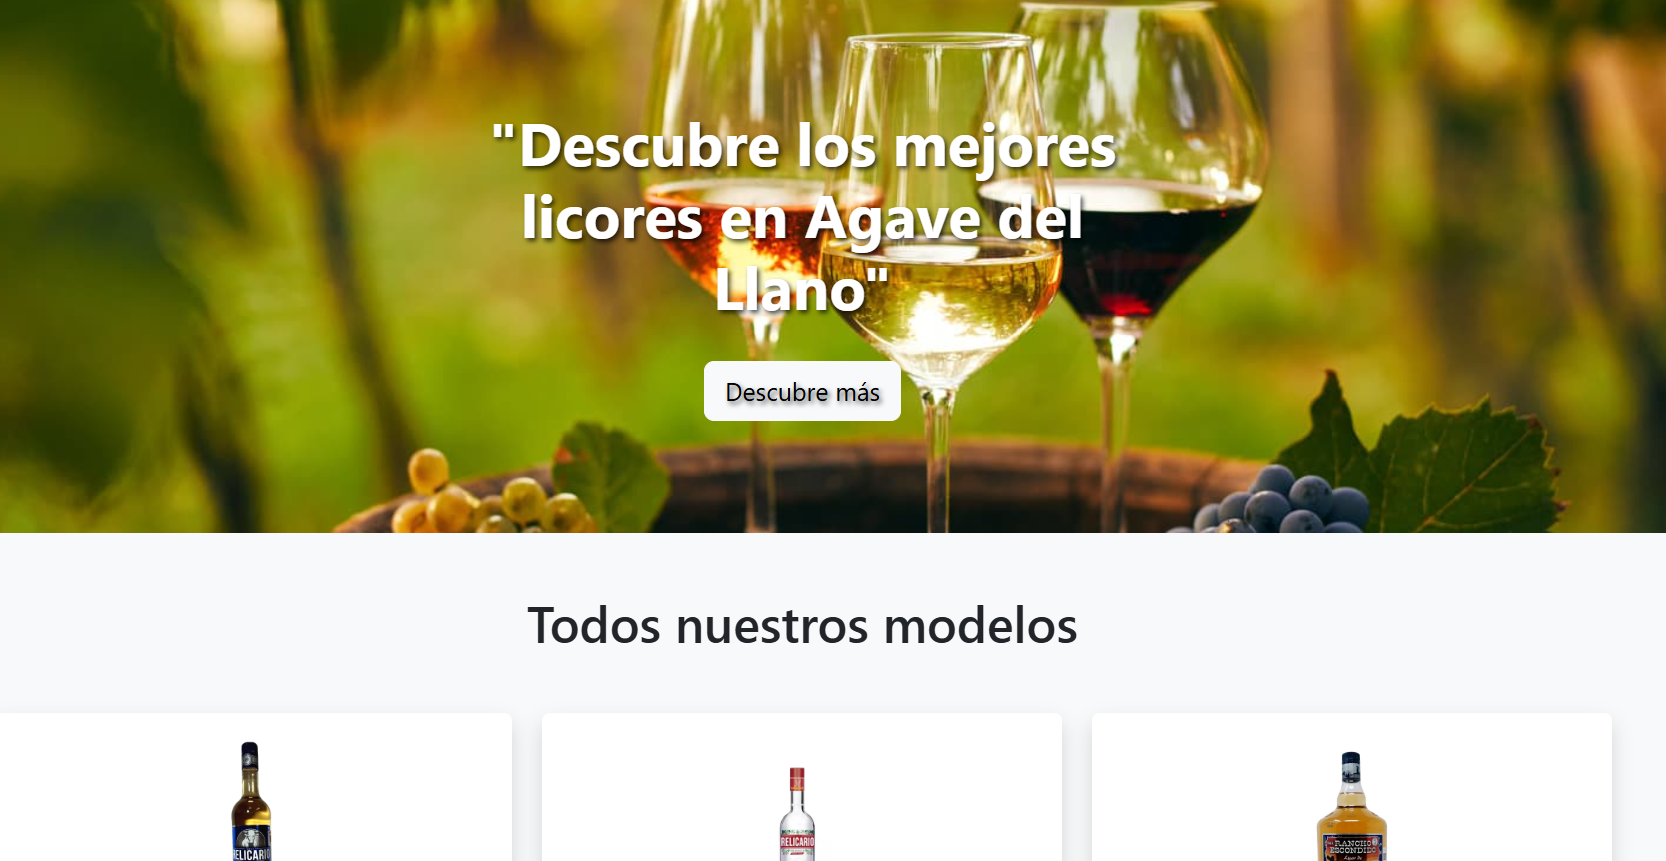 "Descubre los mejores
licores en Agave del
Llano"
Descubre más
Todos nuestros modelos
RELICARIO
RELICARIO
RANCHO
ESCONDIDO